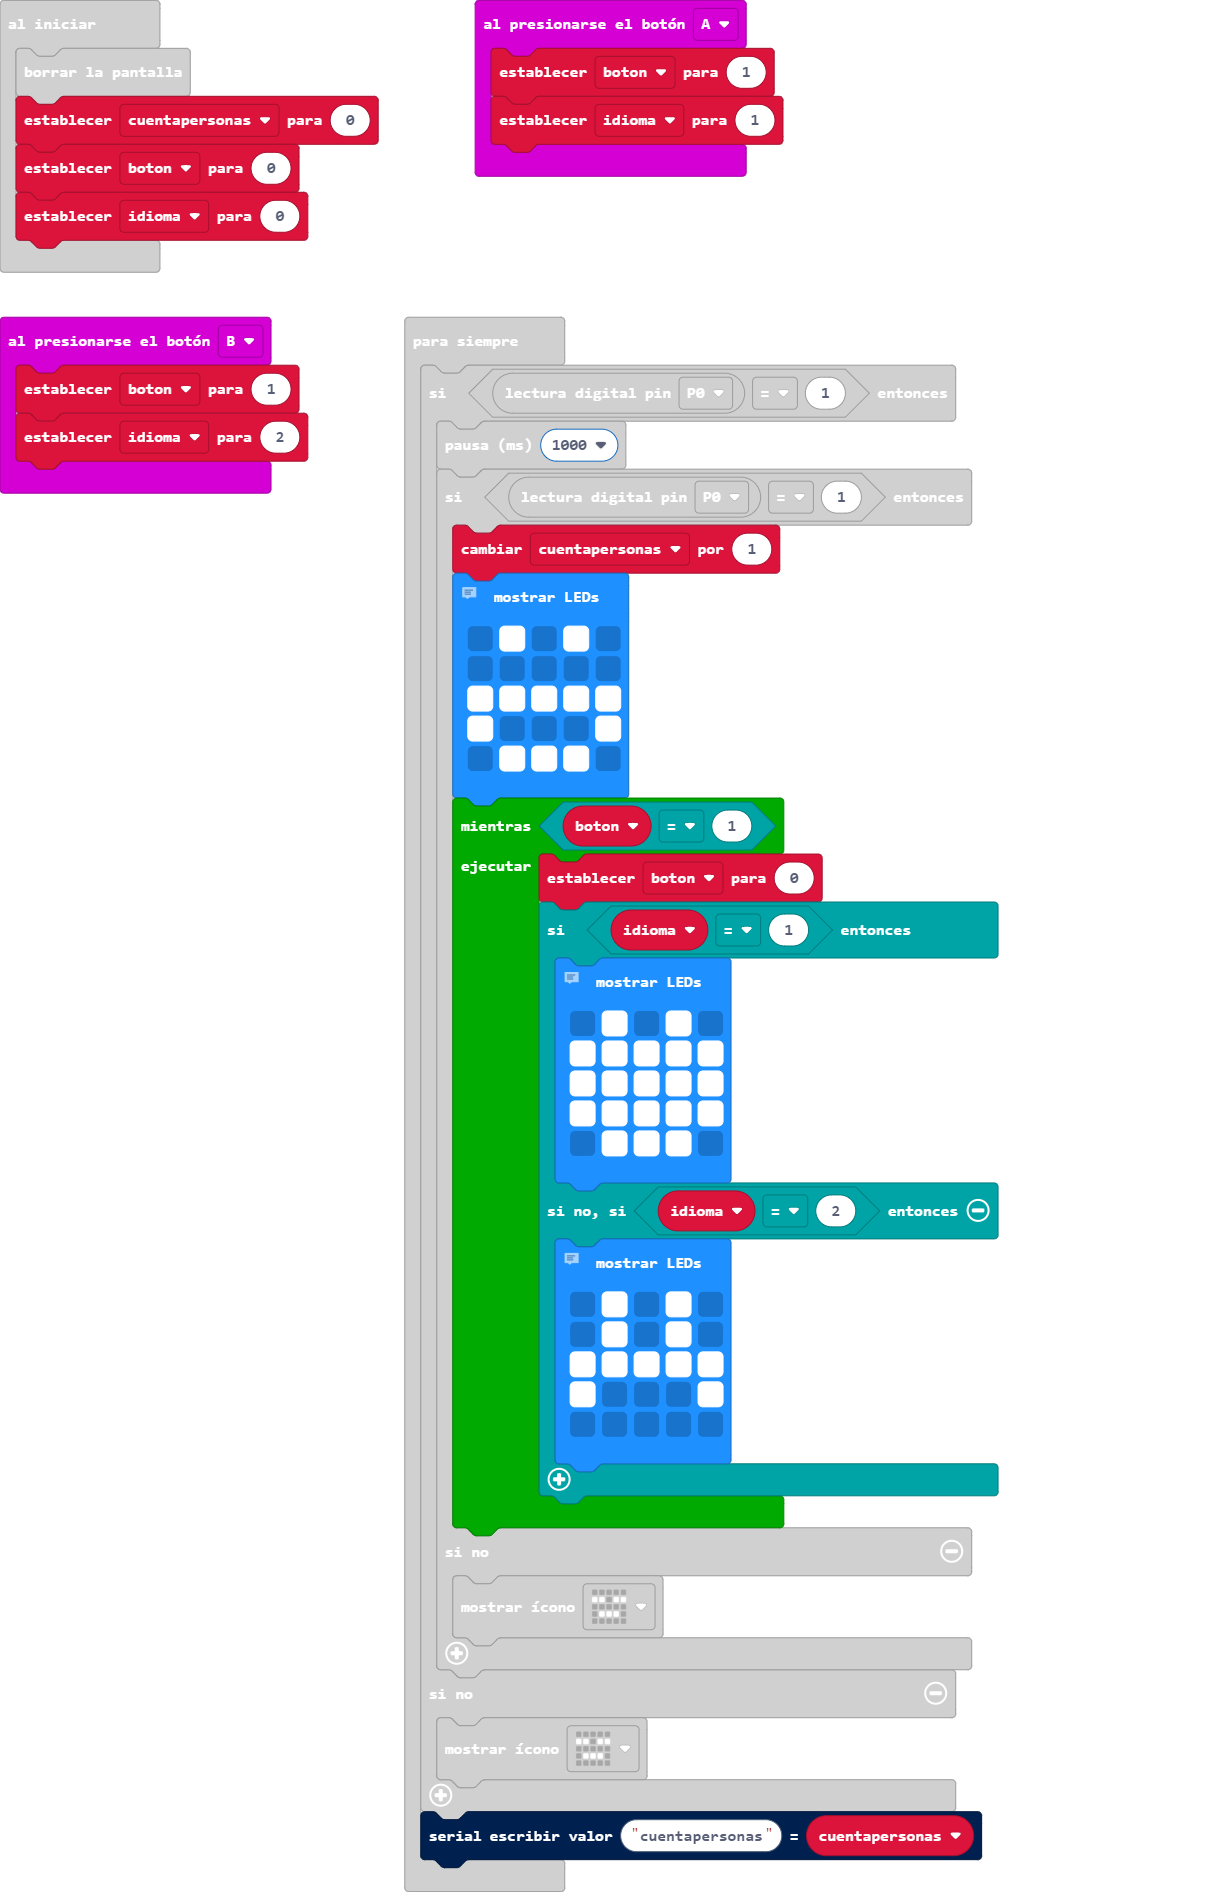 al iniciar
borrar la pantalla
establecer cuentapersonas para 0
establecer boton para 0
establecer idioma para 0
al presionarse el botón A
establecer boton para 1
establecer idioma para 1
al presionarse el botón B
establecer boton para 1
establecer idioma para 2
para siempre
si lectura digital pin P0 = 1 entonces
pausa (ms) 1000
si lectura digital pin P0 = 1 entonces
cambiar cuentapersonas por 1
mostrar LEDs
mientras boton = 1
ejecutar
establecer boton para 0
si idioma = 1 entonces
mostrar LEDs
si no, si idioma = 2 entonces
mostrar LEDs
si no
mostrar ícono
si no
mostrar ícono
serial escribir valor "cuentapersonas" = cuentapersonas